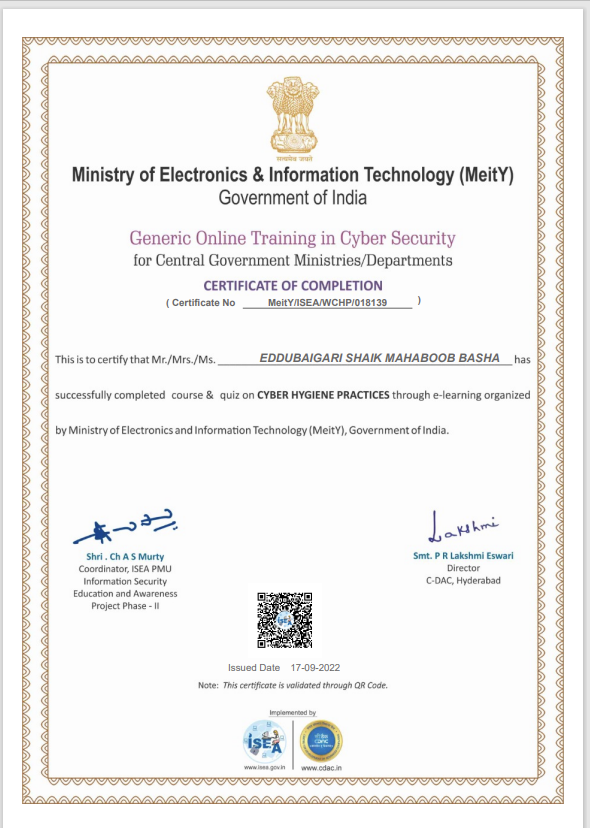 सत्यमेव जयते
Ministry of Electronics & Information Technology (MeitY)
Government of India
Generic Online Training in Cyber Security
for Central Government Ministries/Departments
CERTIFICATE OF COMPLETION
( Certificate No MeitY/ISEA/WCHP/018139 )
This is to certify that Mr./Mrs./Ms. EDDUBAIGARI SHAIK MAHABOOB BASHA has
successfully completed course & quiz on CYBER HYGIENE PRACTICES through e-learning organized
by Ministry of Electronics and Information Technology (MeitY), Government of India.
Lakshmi
Shri . Ch A S Murty
Coordinator, ISEA PMU
Information Security
Education and Awareness
Project Phase - II
Smt. P R Lakshmi Eswari
Director
C-DAC, Hyderabad
ISEA
Issued Date 17-09-2022
Note: This certificate is validated through QR Code.
Implemented by
ISEA
CDAC
www.isea.gov.in
www.cdac.in